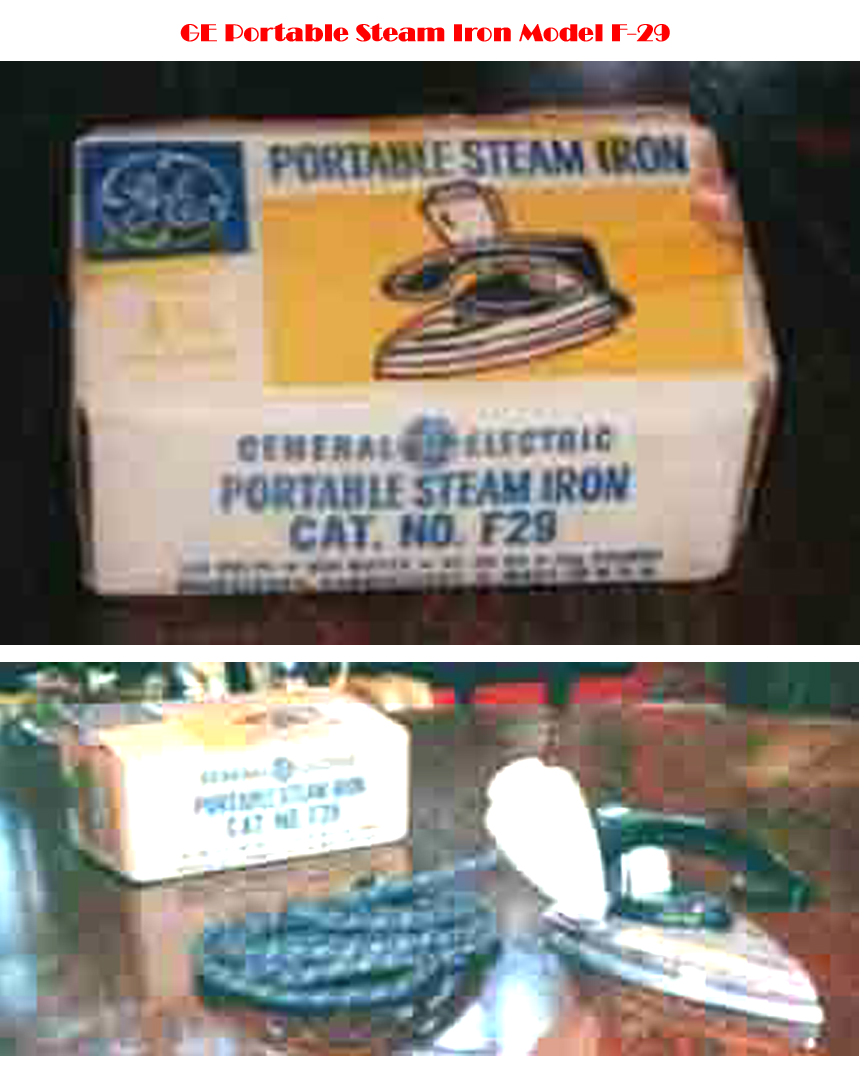 GE Portable Steam Iron Model F-29
PORTABLE STEAM IRON
GENERAL ELECTRIC
PORTABLE STEAM IRON
CAT. NO. F29
GENERAL ELECTRIC
PORTABLE STEAM IRON
CAT. NO. F29